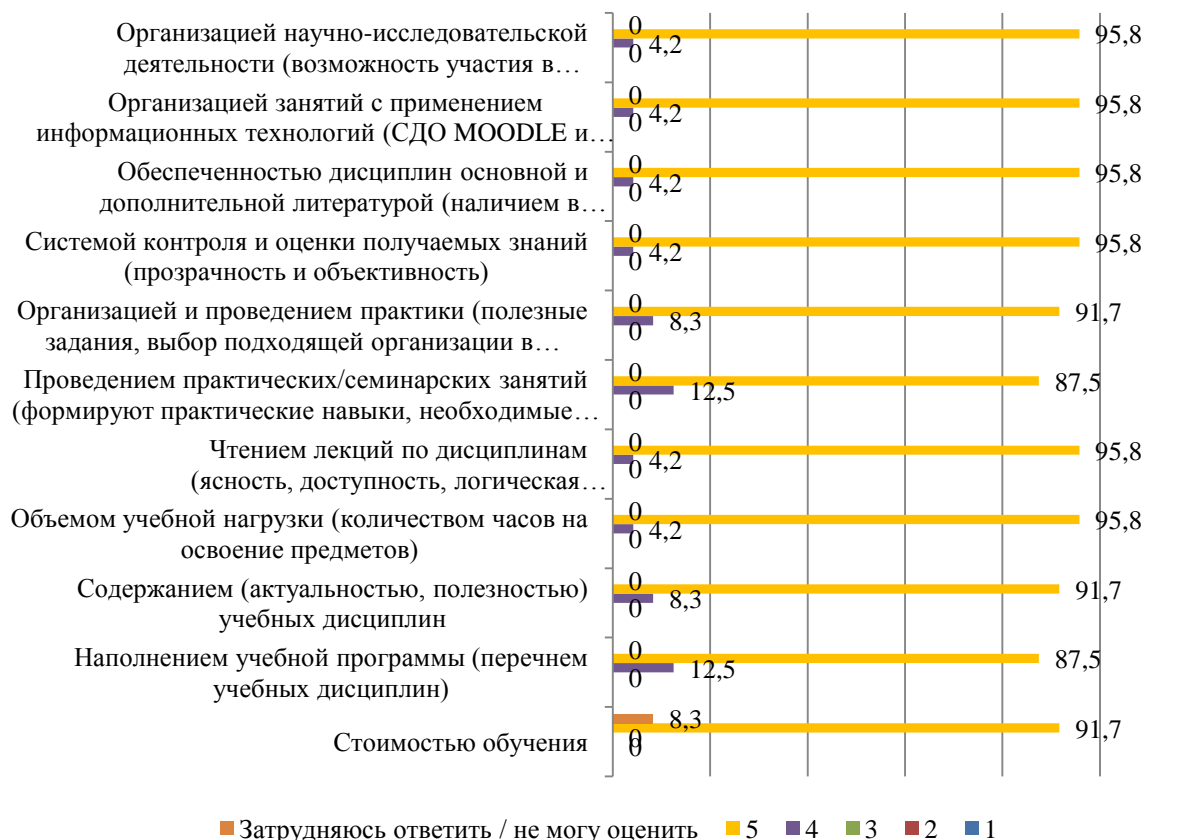 Организацией научно-исследовательской
деятельности (возможность участия в…
0
95,8
4,2
0
Организацией занятий с применением
информационных технологий (СДО MOODLE и…
0
95,8
4,2
0
Обеспеченностью дисциплин основной и
дополнительной литературой (наличием в…
0
95,8
4,2
0
Системой контроля и оценки получаемых знаний
(прозрачность и объективность)
0
95,8
4,2
0
Организацией и проведением практики (полезные
задания, выбор подходящей организации в…
0
91,7
8,3
0
Проведением практических/семинарских занятий
(формируют практические навыки, необходимые…
0
87,5
12,5
0
Чтением лекций по дисциплинам
(ясность, доступность, логическая…
0
95,8
4,2
0
Объемом учебной нагрузки (количеством часов на
освоение предметов)
0
95,8
4,2
0
Содержанием (актуальностью, полезностью)
учебных дисциплин
0
91,7
8,3
0
Наполнением учебной программы (перечнем
учебных дисциплин)
0
87,5
12,5
0
Стоимостью обучения
8,3
91,7
0
0
Затрудняюсь ответить / не могу оценить 5 4 3 2 1